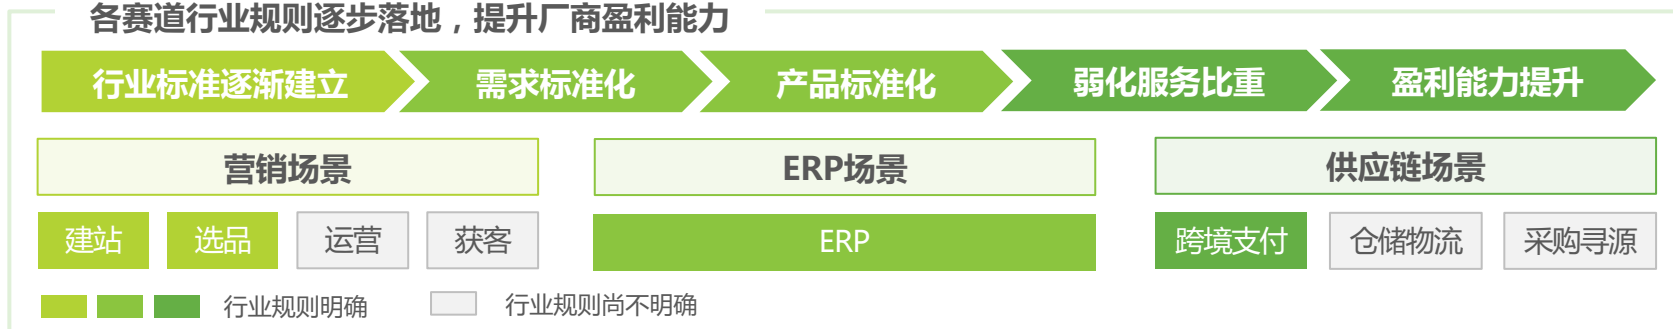 各赛道行业规则逐步落地，提升厂商盈利能力
行业标准逐渐建立 需求标准化 产品标准化 弱化服务比重 盈利能力提升
营销场景 ERP场景 供应链场景
建站 选品 运营 获客 ERP 跨境支付 仓储物流 采购寻源
行业规则明确 行业规则尚不明确